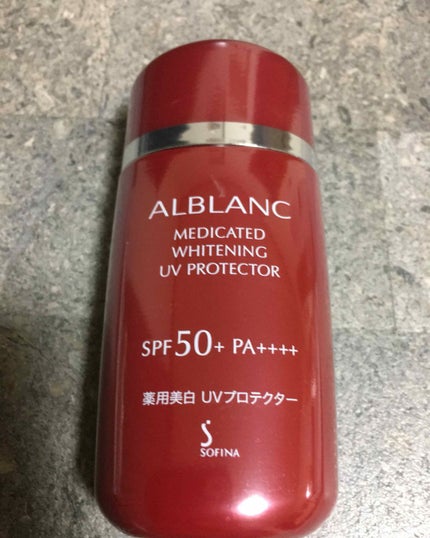 ALBLANC
MEDICATED
WHITENING
UV PROTECTOR
SPF50+ PA++++
薬用美白 UVプロテクター
SOFINA